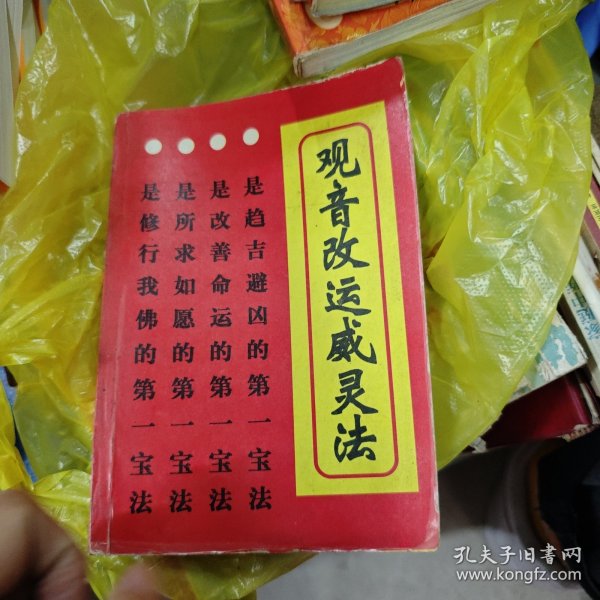 观音改运威灵法
是趋吉避凶的第一宝法
是改善命运的第一宝法
是所求如愿的第一宝法
是修行我佛的第一宝法
孔夫子旧书网
www.kongfz.com